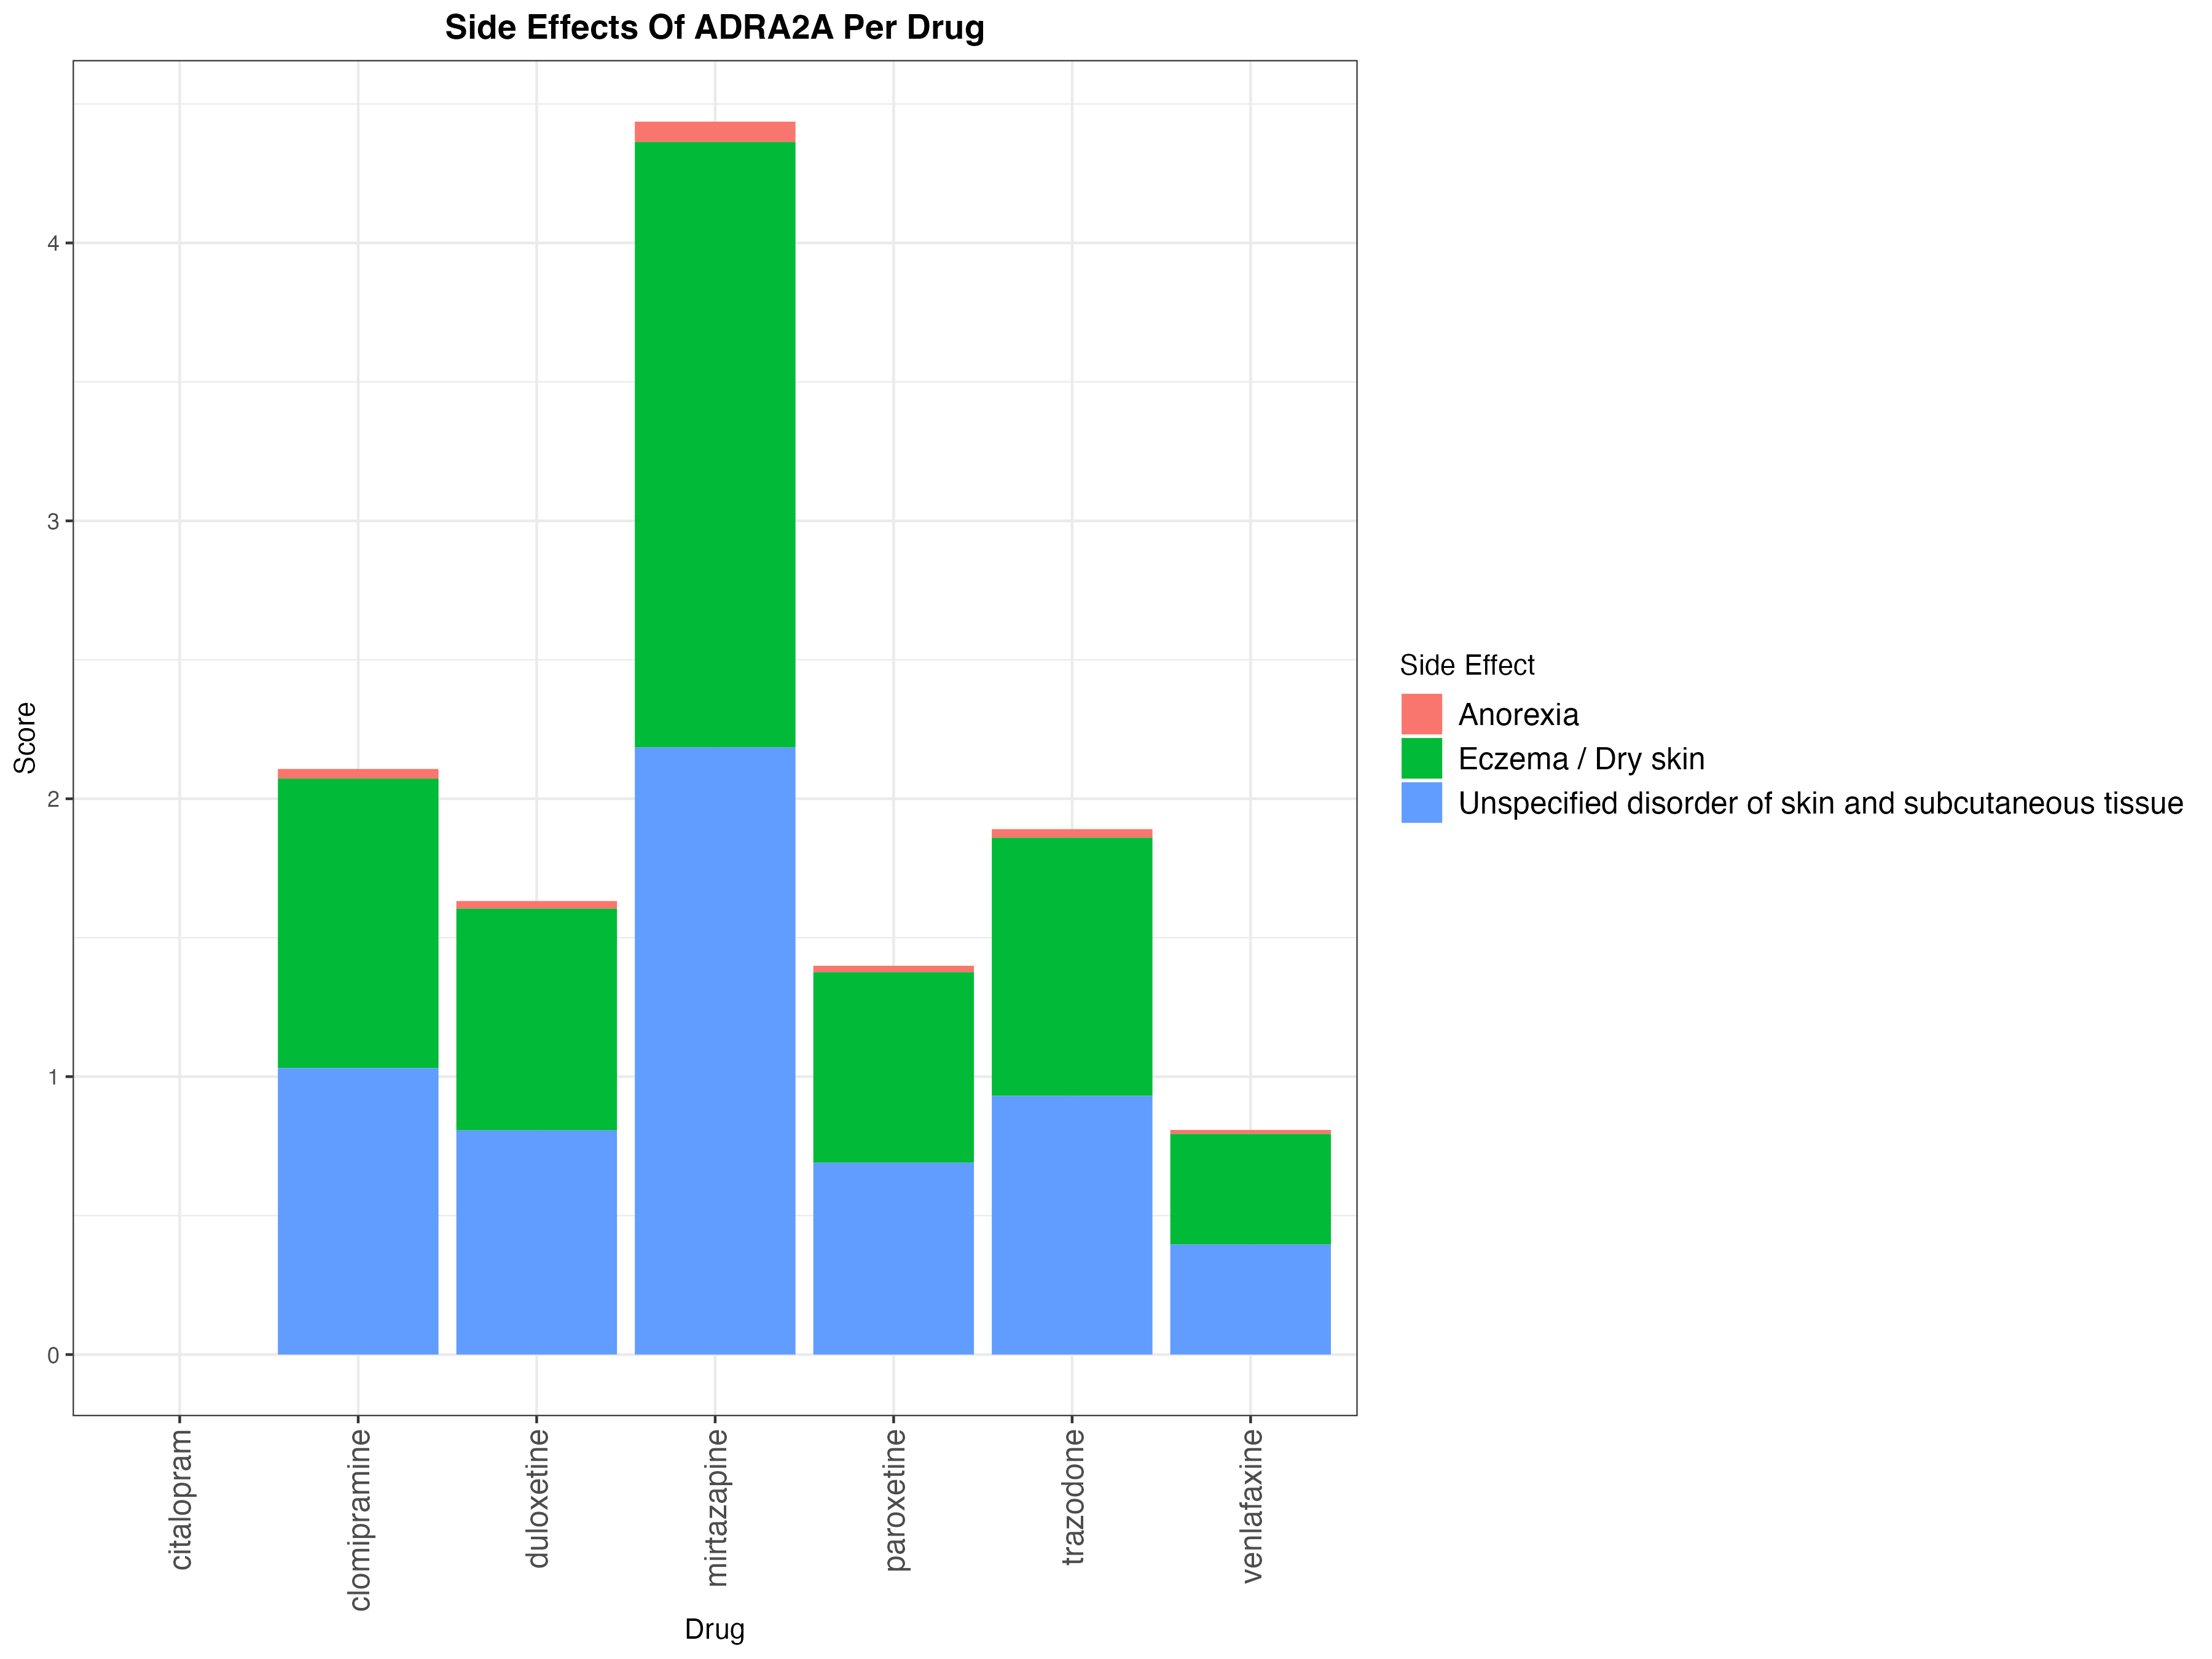 Side Effects Of ADRA2A Per Drug
Score
4
3
2
1
0
citalopram
clomipramine
duloxetine
mirtazapine
paroxetine
trazodone
venlafaxine
Drug
Side Effect
Anorexia
Eczema / Dry skin
Unspecified disorder of skin and subcutaneous tissue